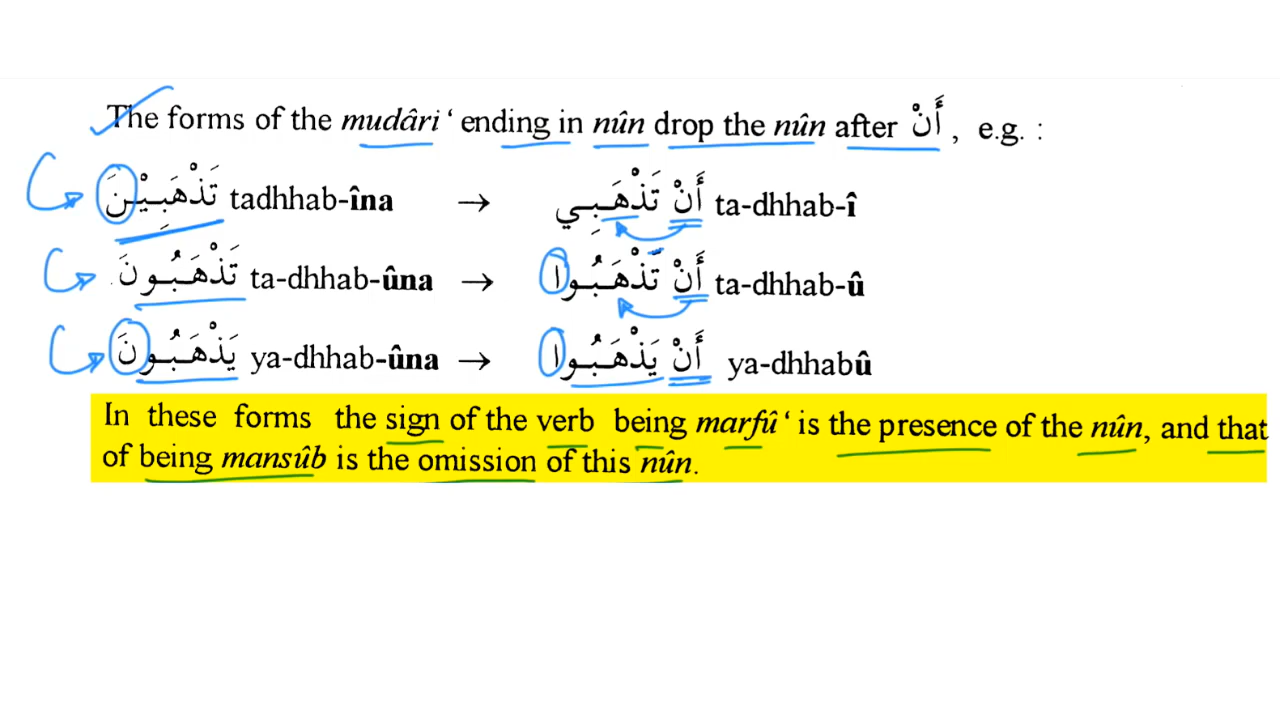 The forms of the mudâri‘ ending in nûn drop the nûn after أَنْ , e.g. :
تَذْهَبِيْنَ tadhhab-îna → أَنْ تَذْهَبِي ta-dhhab-î
تَذْهَبُونَ ta-dhhab-ûna → أَنْ تَذْهَبُوا ta-dhhab-û
يَذْهَبُونَ ya-dhhab-ûna → أَنْ يَذْهَبُوا ya-dhhabû
In these forms the sign of the verb being marfû‘ is the presence of the nûn, and that
of being mansûb is the omission of this nûn.